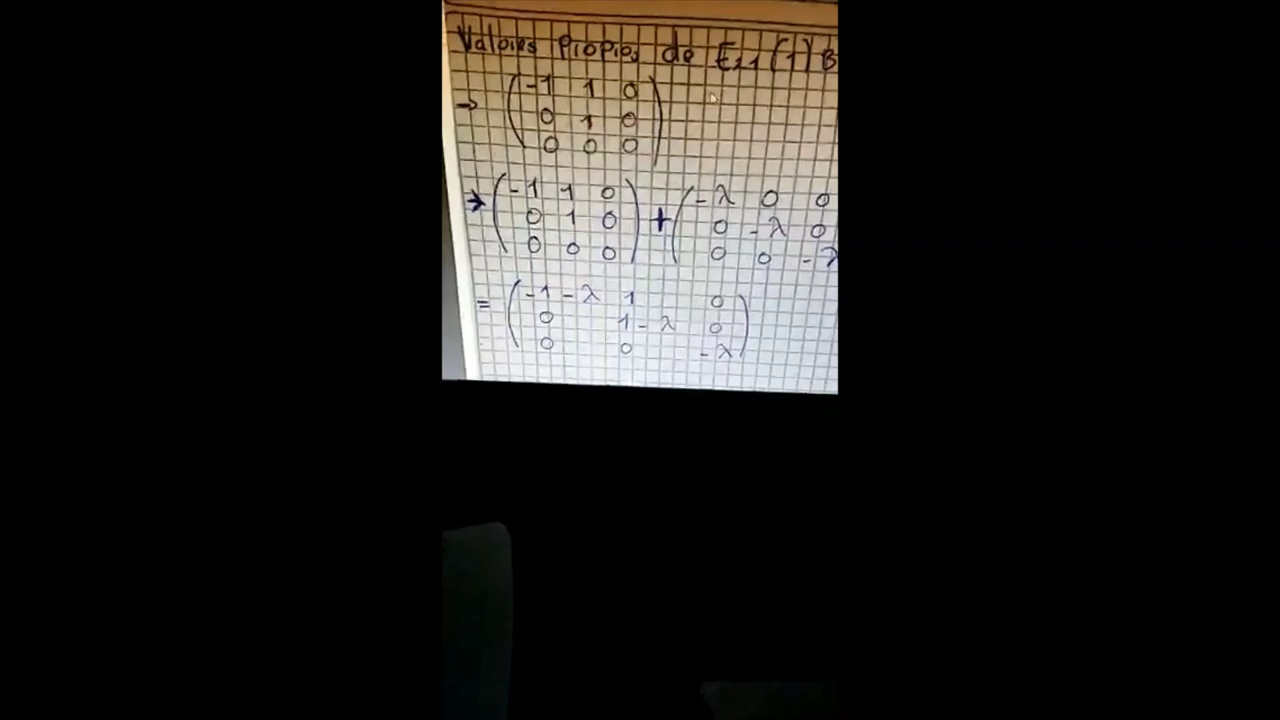 Valores Propios de E₂₁(1)B
→ (-1 1 0
0 1 0
0 0 0)
→ (-1 1 0 + (-λ 0 0
0 1 0 0 -λ 0
0 0 0) 0 0 -λ
= (-1-λ 1 0
0 1-λ 0
0 0 -λ)